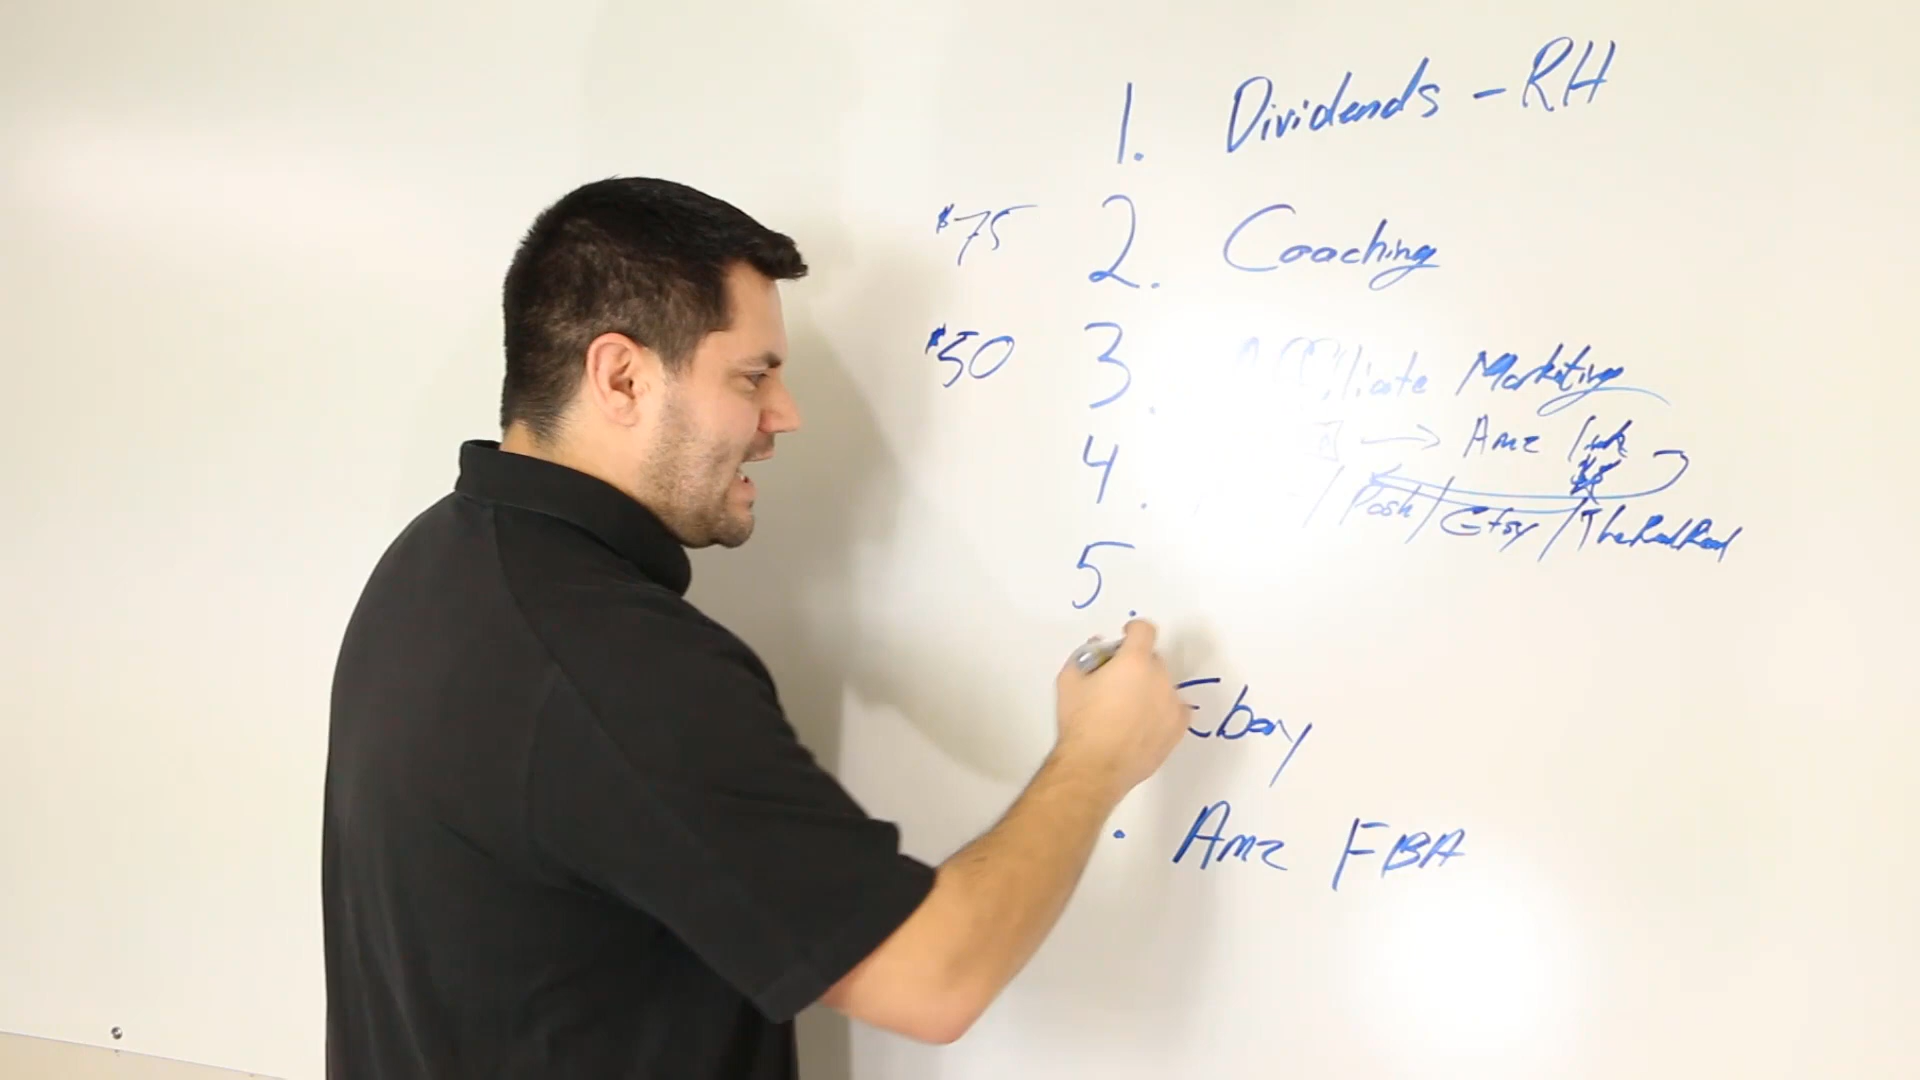 1. Dividends - RH
$75 2. Coaching
$50 3. Affiliate Marketing
→ Amz link
4. / Posh / Etsy / TheRealReal
5.
Ebay
• Amz FBA